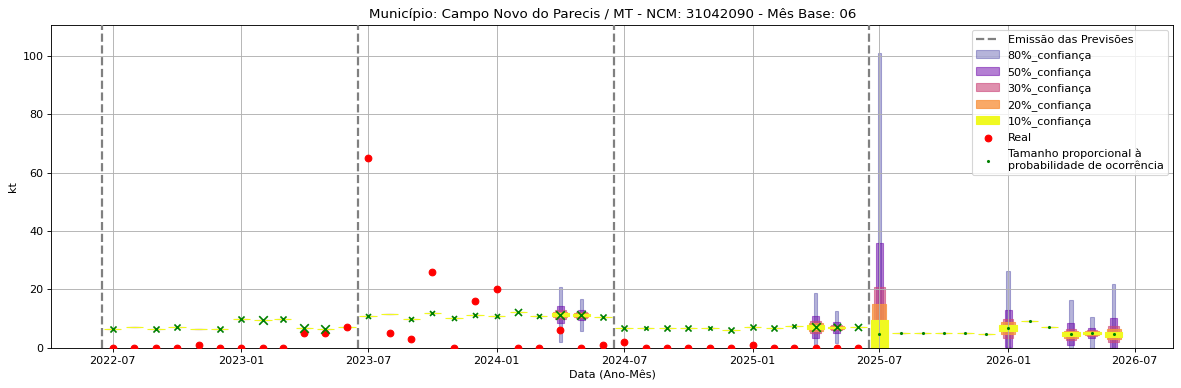 Município: Campo Novo do Parecis / MT - NCM: 31042090 - Mês Base: 06
Emissão das Previsões
80%_confiança
50%_confiança
30%_confiança
20%_confiança
10%_confiança
Real
Tamanho proporcional à
probabilidade de ocorrência
kt
100
80
60
40
20
0
2022-07
2023-01
2023-07
2024-01
2024-07
2025-01
2025-07
2026-01
2026-07
Data (Ano-Mês)